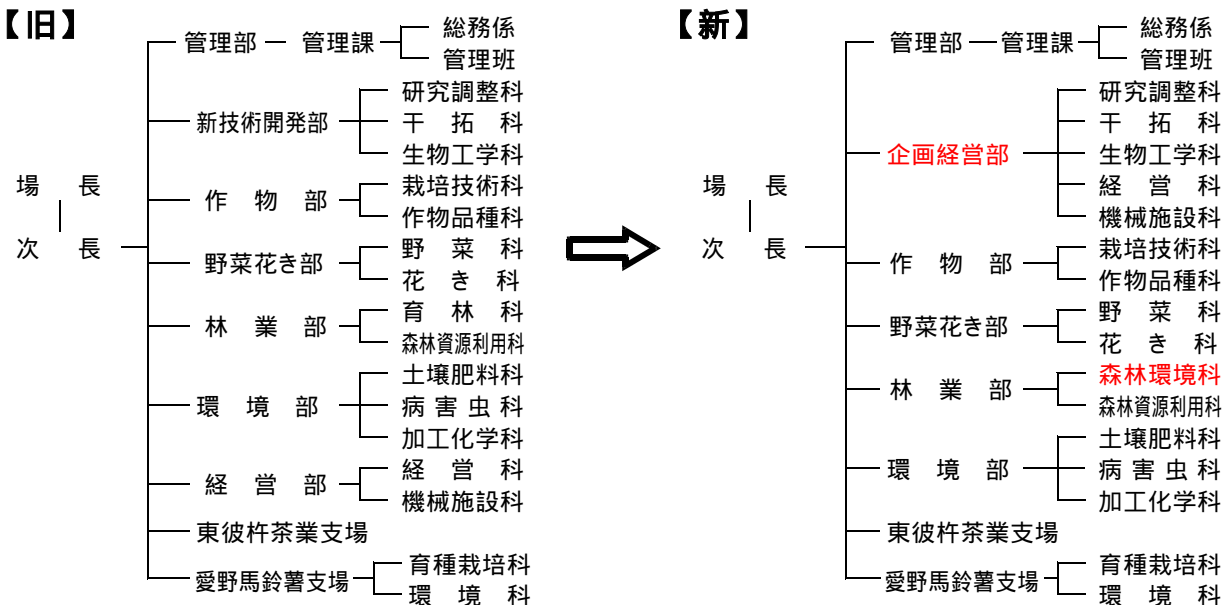 【旧】
場 長
次 長
管理部 管理課 総務係
管理班
新技術開発部 研究調整科
干 拓 科
生物工学科
作 物 部 栽培技術科
作物品種科
野菜花き部 野 菜 科
花 き 科
林 業 部 育 林 科
森林資源利用科
環 境 部 土壌肥料科
病 害 虫 科
加工化学科
経 営 部 経 営 科
機械施設科
東彼杵茶業支場
愛野馬鈴薯支場 育種栽培科
環 境 科
【新】
場 長
次 長
管理部 管理課 総務係
管理班
企画経営部 研究調整科
干 拓 科
生物工学科
経 営 科
機械施設科
作 物 部 栽培技術科
作物品種科
野菜花き部 野 菜 科
花 き 科
林 業 部 森林環境科
森林資源利用科
環 境 部 土壌肥料科
病 害 虫 科
加工化学科
東彼杵茶業支場
愛野馬鈴薯支場 育種栽培科
環 境 科